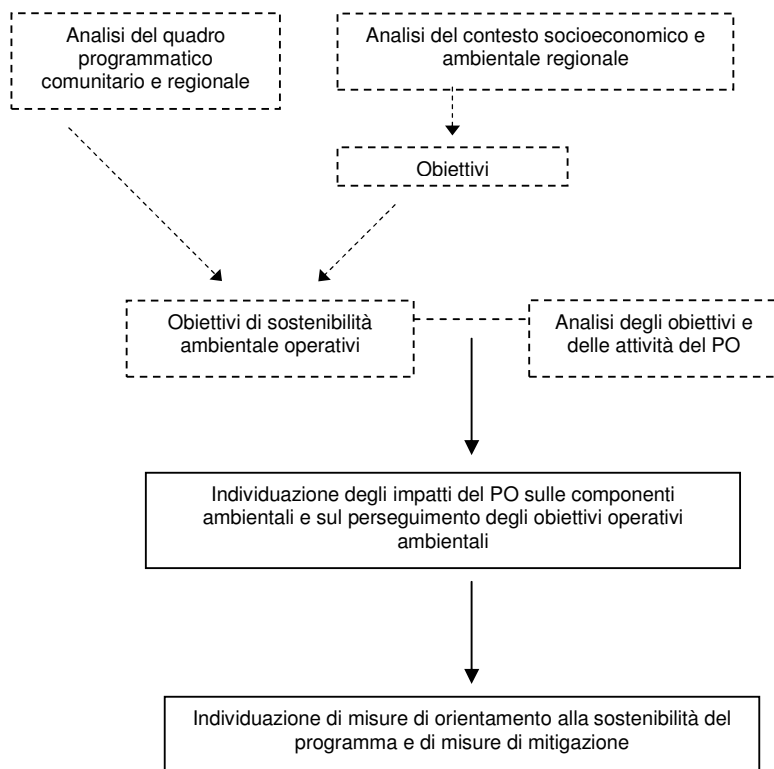 Analisi del quadro
programmatico
comunitario e regionale
Analisi del contesto socioeconomico e
ambientale regionale
Obiettivi
Obiettivi di sostenibilità
ambientale operativi
Analisi degli obiettivi e
delle attività del PO
Individuazione degli impatti del PO sulle componenti
ambientali e sul perseguimento degli obiettivi operativi
ambientali
Individuazione di misure di orientamento alla sostenibilità del
programma e di misure di mitigazione